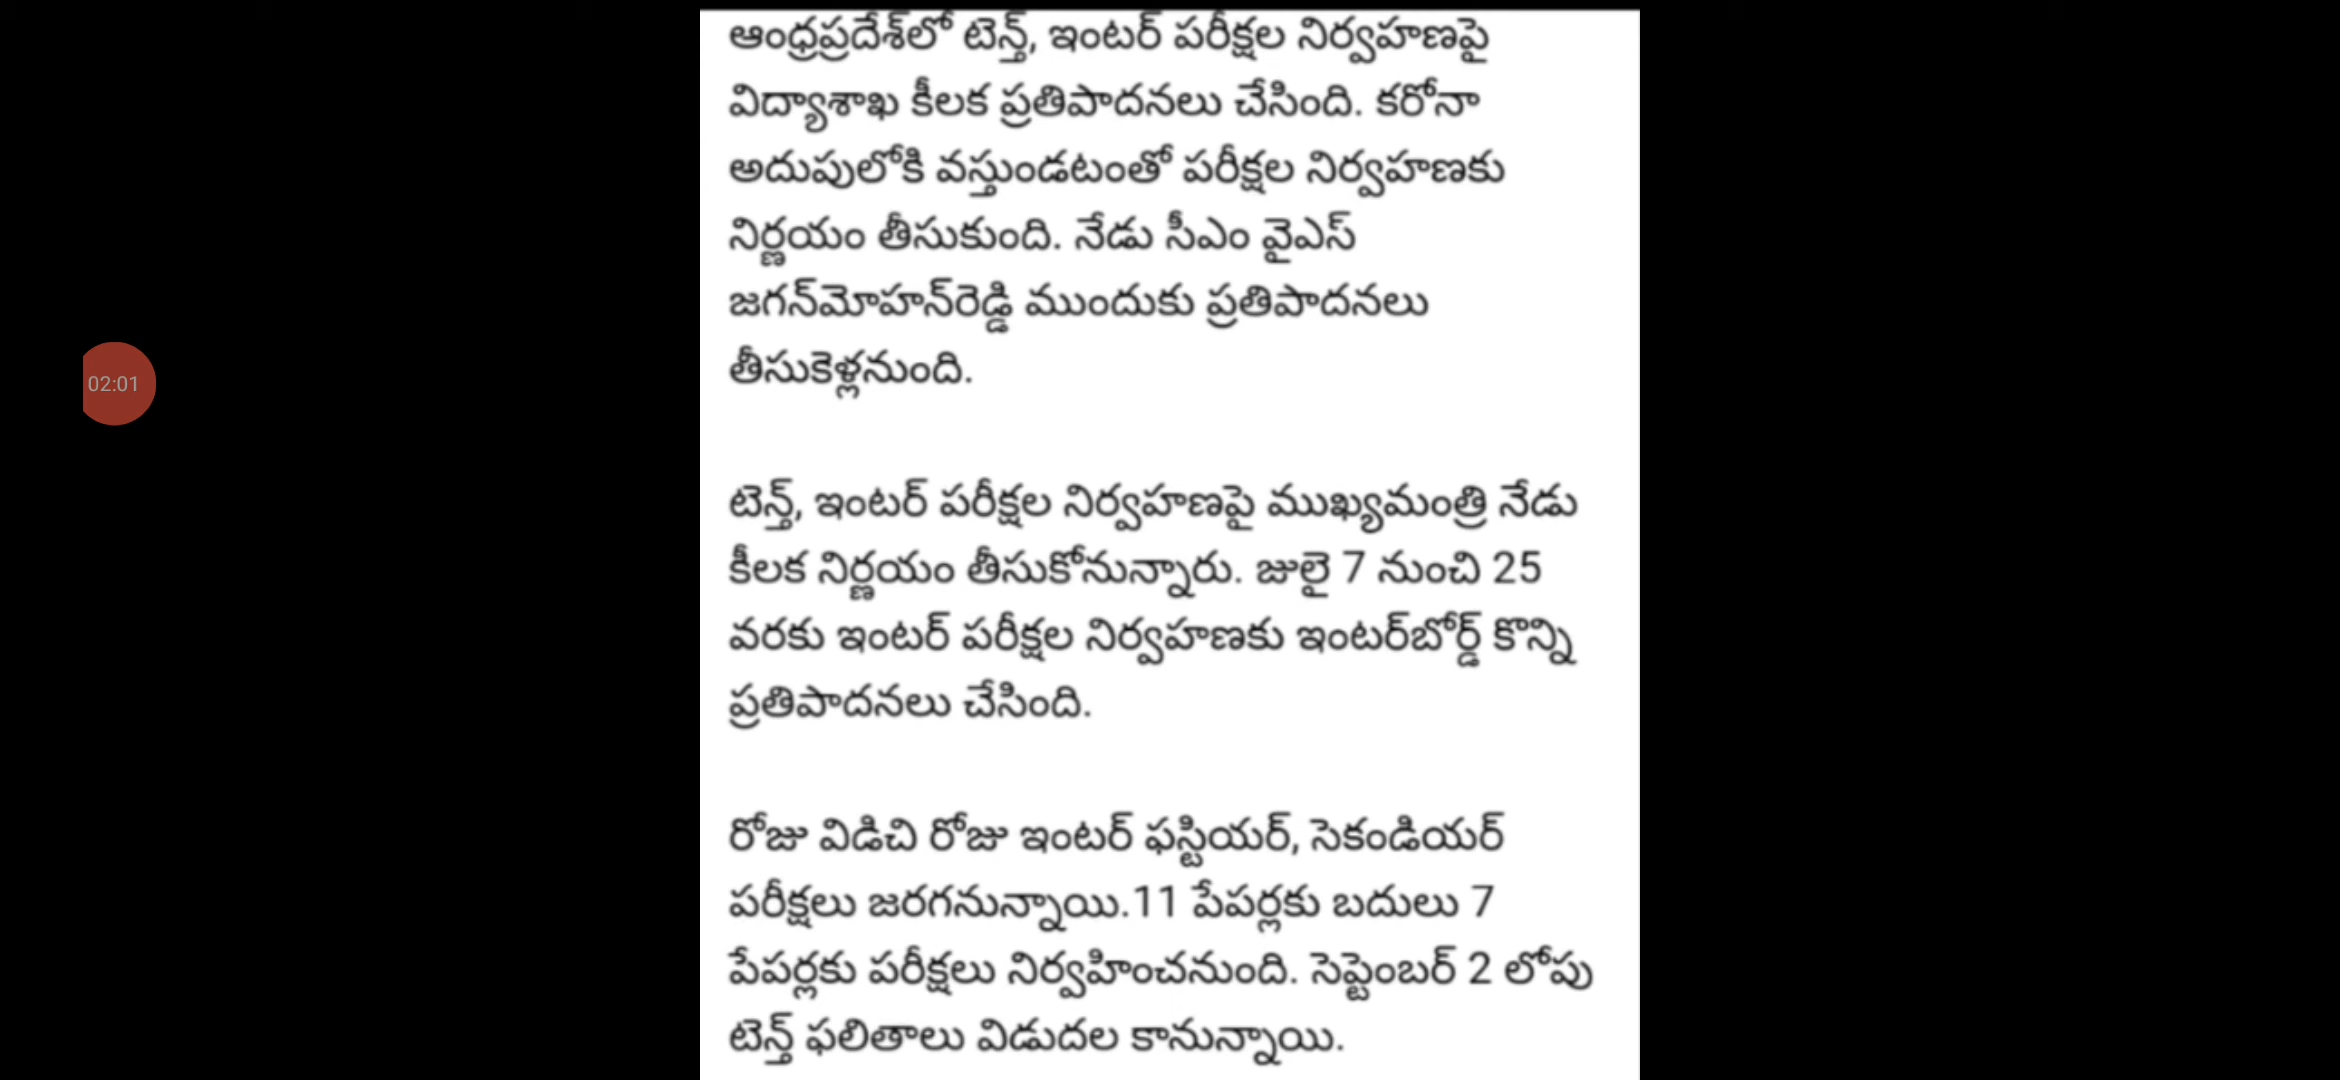 ఆంధ్రప్రదేశ్‌లో టెన్త్, ఇంటర్ పరీక్షల నిర్వహణపై
విద్యాశాఖ కీలక ప్రతిపాదనలు చేసింది. కరోనా
అదుపులోకి వస్తుండటంతో పరీక్షల నిర్వహణకు
నిర్ణయం తీసుకుంది. నేడు సీఎం వైఎస్
జగన్‌మోహన్‌రెడ్డి ముందుకు ప్రతిపాదనలు
తీసుకెళ్లనుంది.
02:01
టెన్త్, ఇంటర్ పరీక్షల నిర్వహణపై ముఖ్యమంత్రి నేడు
కీలక నిర్ణయం తీసుకోనున్నారు. జులై 7 నుంచి 25
వరకు ఇంటర్ పరీక్షల నిర్వహణకు ఇంటర్‌బోర్డ్ కొన్ని
ప్రతిపాదనలు చేసింది.
రోజు విడిచి రోజు ఇంటర్ ఫస్టియర్, సెకండియర్
పరీక్షలు జరగనున్నాయి.11 పేపర్లకు బదులు 7
పేపర్లకు పరీక్షలు నిర్వహించనుంది. సెప్టెంబర్ 2 లోపు
టెన్త్ ఫలితాలు విడుదల కానున్నాయి.